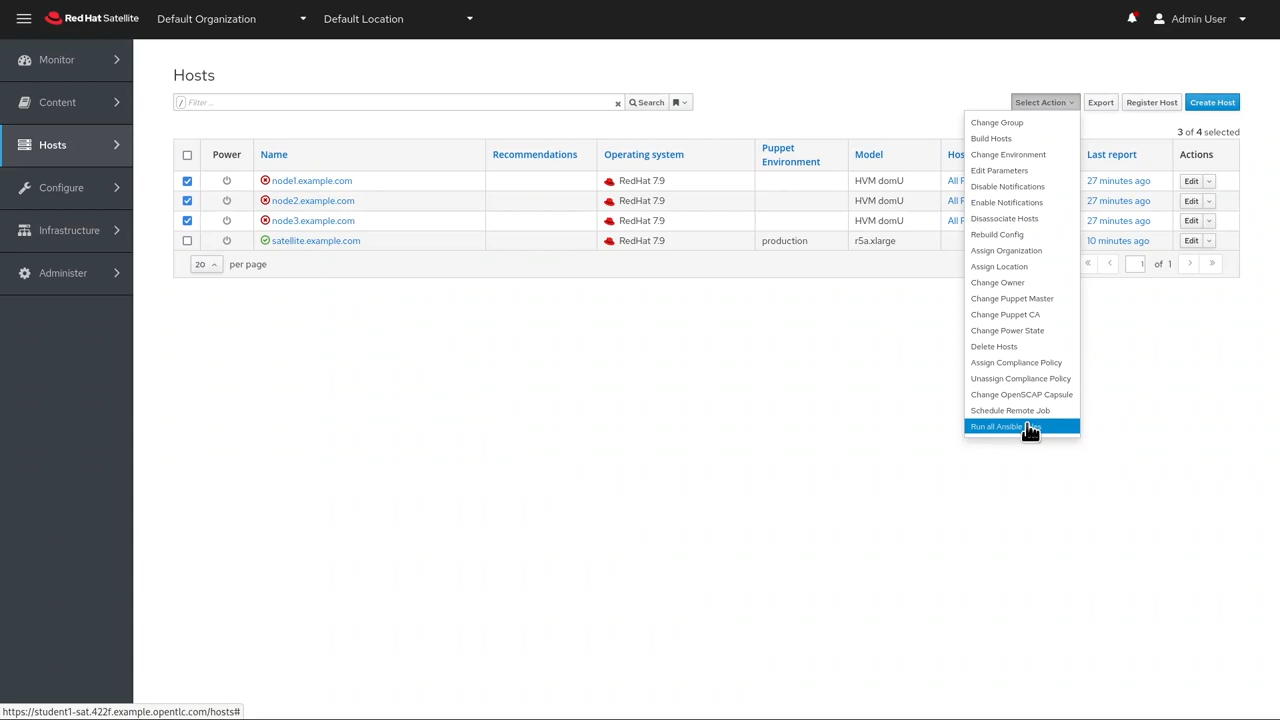 Red Hat Satellite
Default Organization
Default Location
Admin User
Monitor
Content
Hosts
Configure
Infrastructure
Administer
Hosts
/ Filter ...
Search
Select Action
Export
Register Host
Create Host
3 of 4 selected
Power
Name
Recommendations
Operating system
Puppet
Environment
Model
Last report
Actions
node1.example.com
RedHat 7.9
HVM domU
All
27 minutes ago
Edit
node2.example.com
RedHat 7.9
HVM domU
All
27 minutes ago
Edit
node3.example.com
RedHat 7.9
HVM domU
All
27 minutes ago
Edit
satellite.example.com
RedHat 7.9
production
r5a.xlarge
10 minutes ago
Edit
20
per page
« ‹ 1 of 1 › »
Change Group
Build Hosts
Change Environment
Edit Parameters
Disable Notifications
Enable Notifications
Disassociate Hosts
Rebuild Config
Assign Organization
Assign Location
Change Owner
Change Puppet Master
Change Puppet CA
Change Power State
Delete Hosts
Assign Compliance Policy
Unassign Compliance Policy
Change OpenSCAP Capsule
Schedule Remote Job
Run all Ansible
https://student1-sat.422f.example.opentlc.com/hosts#